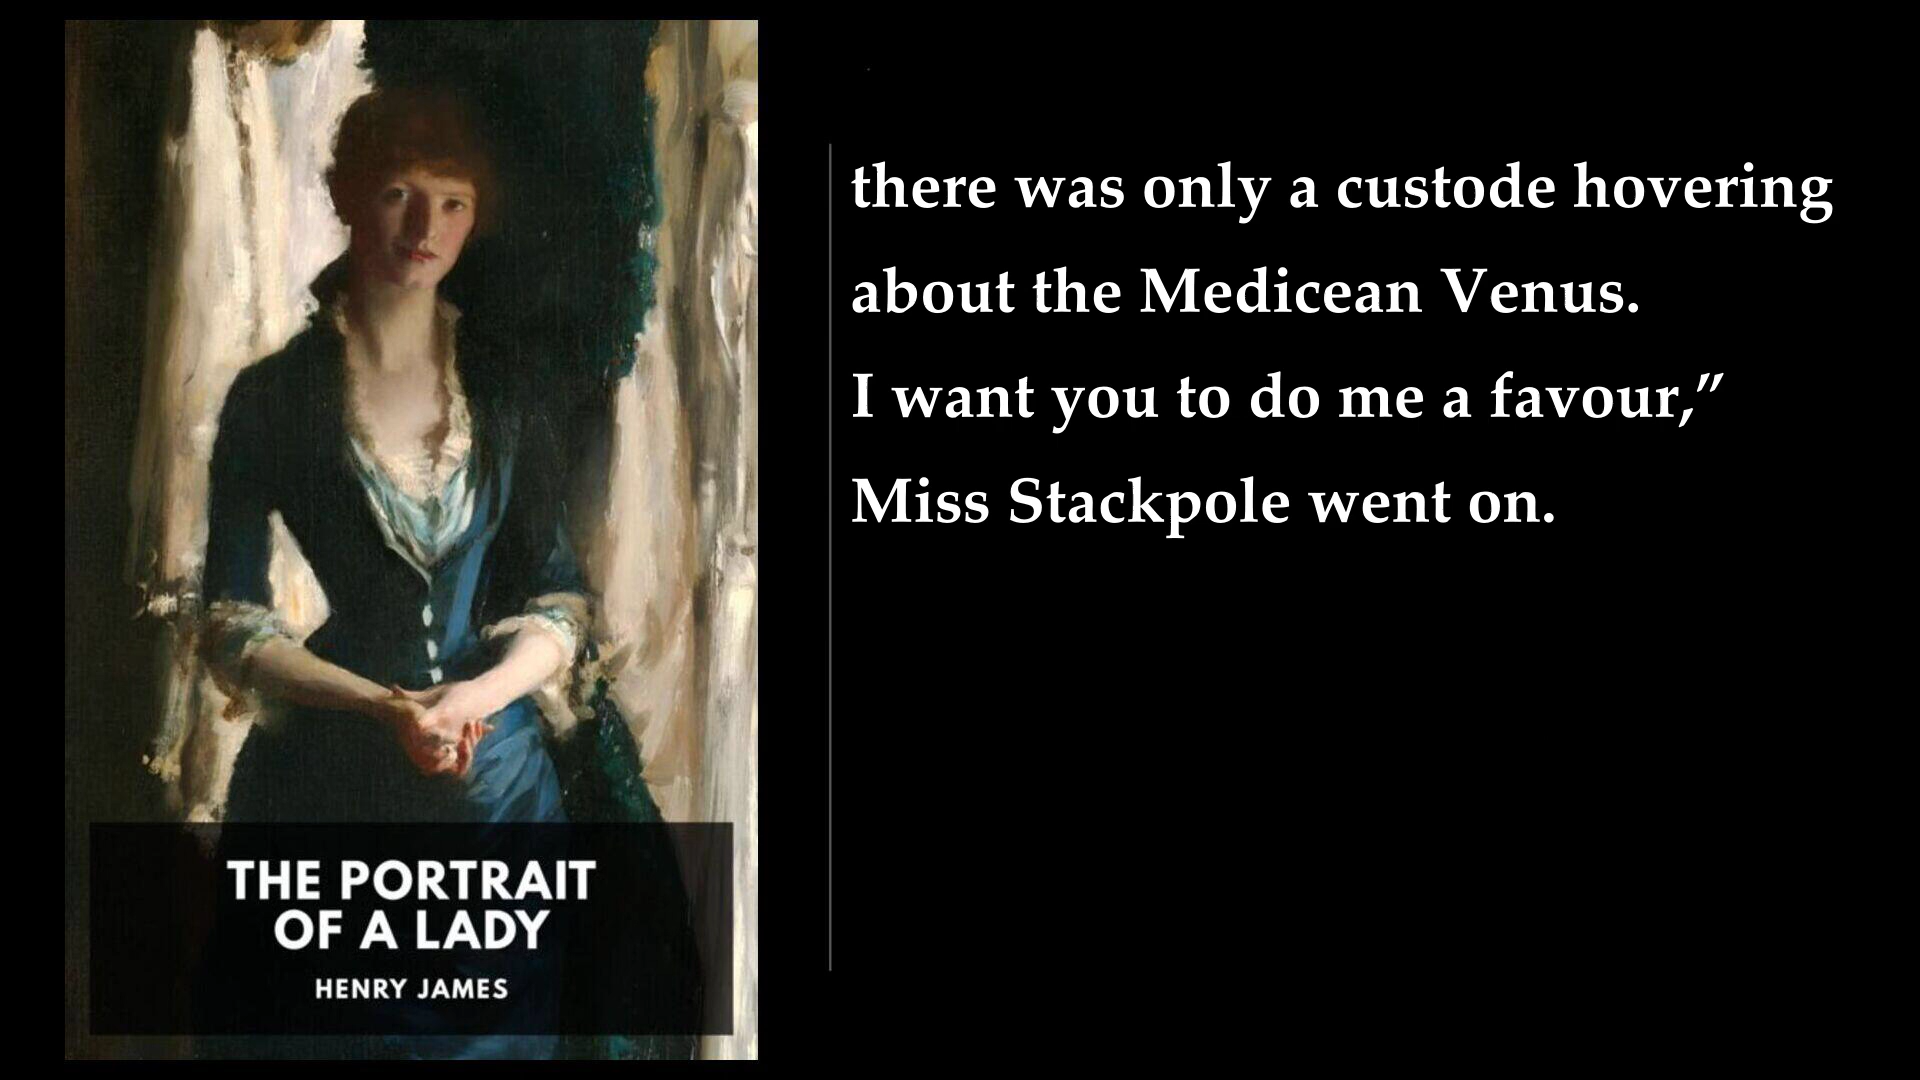 there was only a custode hovering
about the Medicean Venus.
I want you to do me a favour,”
Miss Stackpole went on.
THE PORTRAIT
OF A LADY
HENRY JAMES